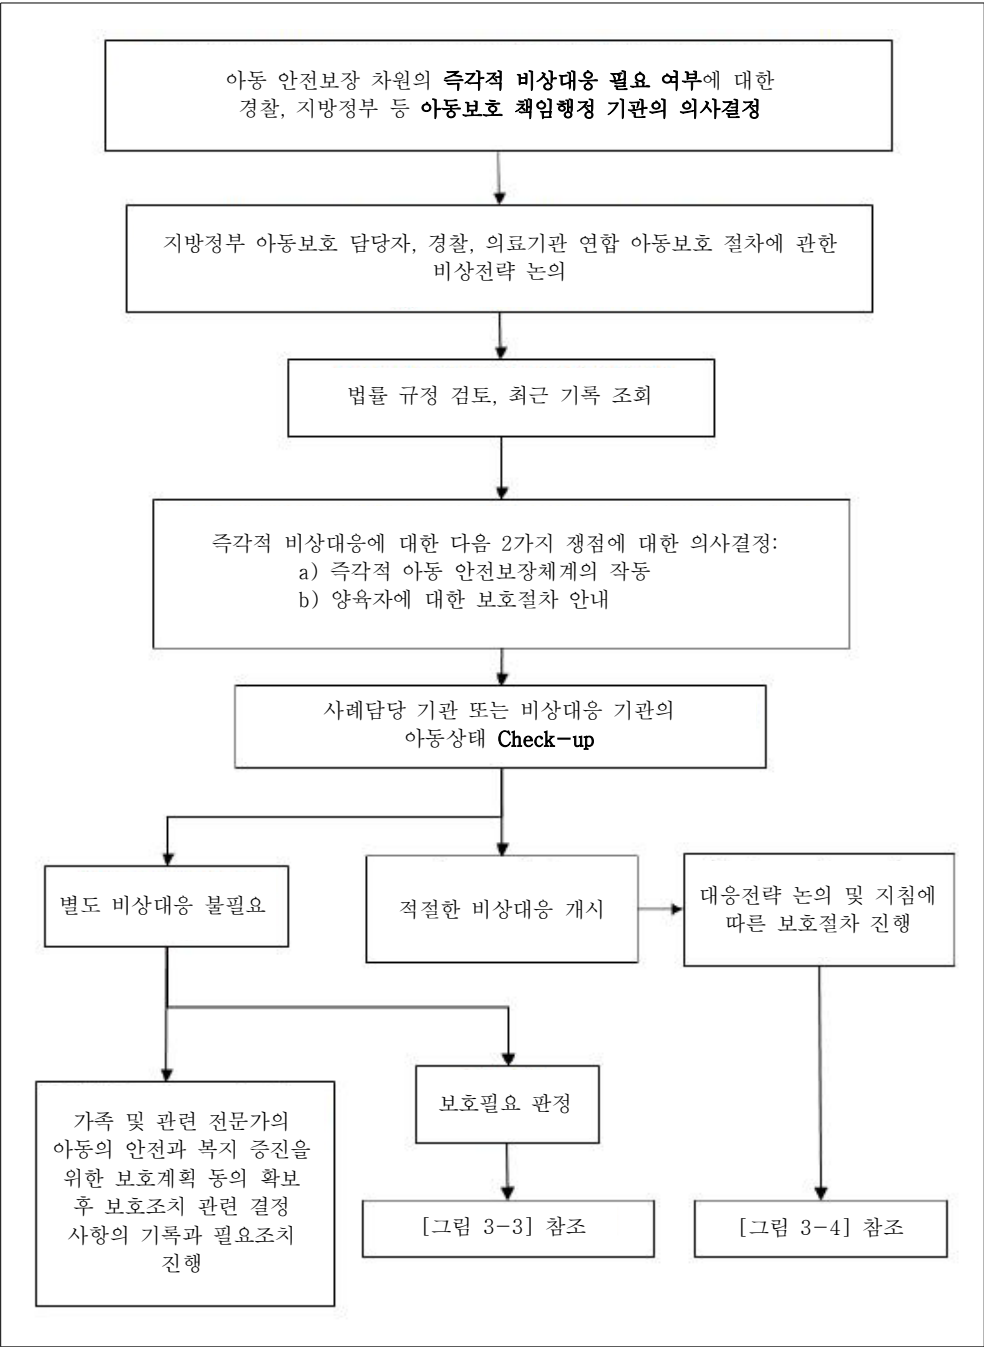 아동 안전보장 차원의 즉각적 비상대응 필요 여부에 대한
경찰, 지방정부 등 아동보호 책임행정 기관의 의사결정
지방정부 아동보호 담당자, 경찰, 의료기관 연합 아동보호 절차에 관한
비상전략 논의
법률 규정 검토, 최근 기록 조회
즉각적 비상대응에 대한 다음 2가지 쟁점에 대한 의사결정:
a) 즉각적 아동 안전보장체계의 작동
b) 양육자에 대한 보호절차 안내
사례담당 기관 또는 비상대응 기관의
아동상태 Check-up
별도 비상대응 불필요
적절한 비상대응 개시
대응전략 논의 및 지침에
따른 보호절차 진행
가족 및 관련 전문가의
아동의 안전과 복지 증진을
위한 보호계획 동의 확보
후 보호조치 관련 결정
사항의 기록과 필요조치
진행
보호필요 판정
[그림 3-3] 참조
[그림 3-4] 참조